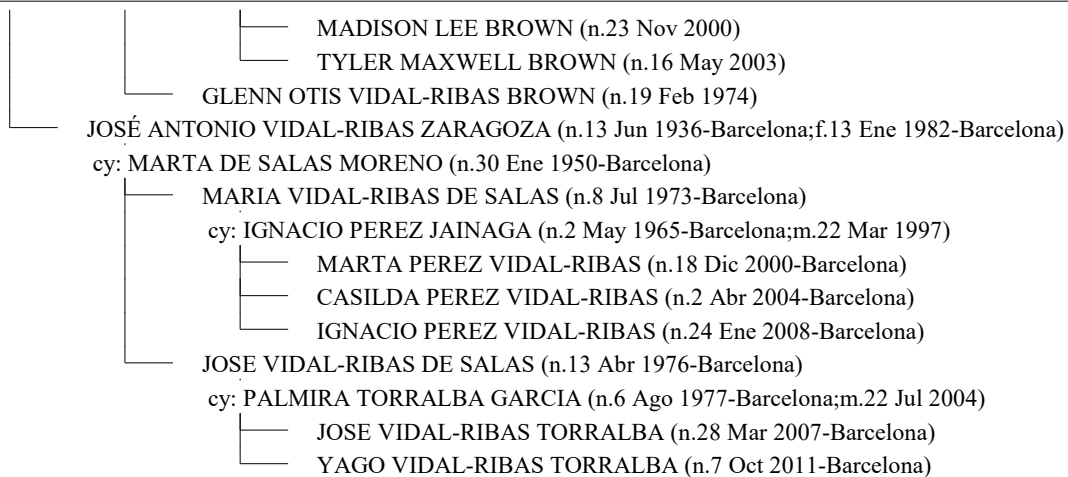 MADISON LEE BROWN (n.23 Nov 2000)
TYLER MAXWELL BROWN (n.16 May 2003)
GLENN OTIS VIDAL-RIBAS BROWN (n.19 Feb 1974)
JOSÉ ANTONIO VIDAL-RIBAS ZARAGOZA (n.13 Jun 1936-Barcelona;f.13 Ene 1982-Barcelona)
cy: MARTA DE SALAS MORENO (n.30 Ene 1950-Barcelona)
MARIA VIDAL-RIBAS DE SALAS (n.8 Jul 1973-Barcelona)
cy: IGNACIO PEREZ JAINAGA (n.2 May 1965-Barcelona;m.22 Mar 1997)
MARTA PEREZ VIDAL-RIBAS (n.18 Dic 2000-Barcelona)
CASILDA PEREZ VIDAL-RIBAS (n.2 Abr 2004-Barcelona)
IGNACIO PEREZ VIDAL-RIBAS (n.24 Ene 2008-Barcelona)
JOSE VIDAL-RIBAS DE SALAS (n.13 Abr 1976-Barcelona)
cy: PALMIRA TORRALBA GARCIA (n.6 Ago 1977-Barcelona;m.22 Jul 2004)
JOSE VIDAL-RIBAS TORRALBA (n.28 Mar 2007-Barcelona)
YAGO VIDAL-RIBAS TORRALBA (n.7 Oct 2011-Barcelona)